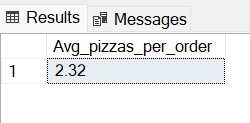 Results Messages
Avg_pizzas_per_order
1 2.32